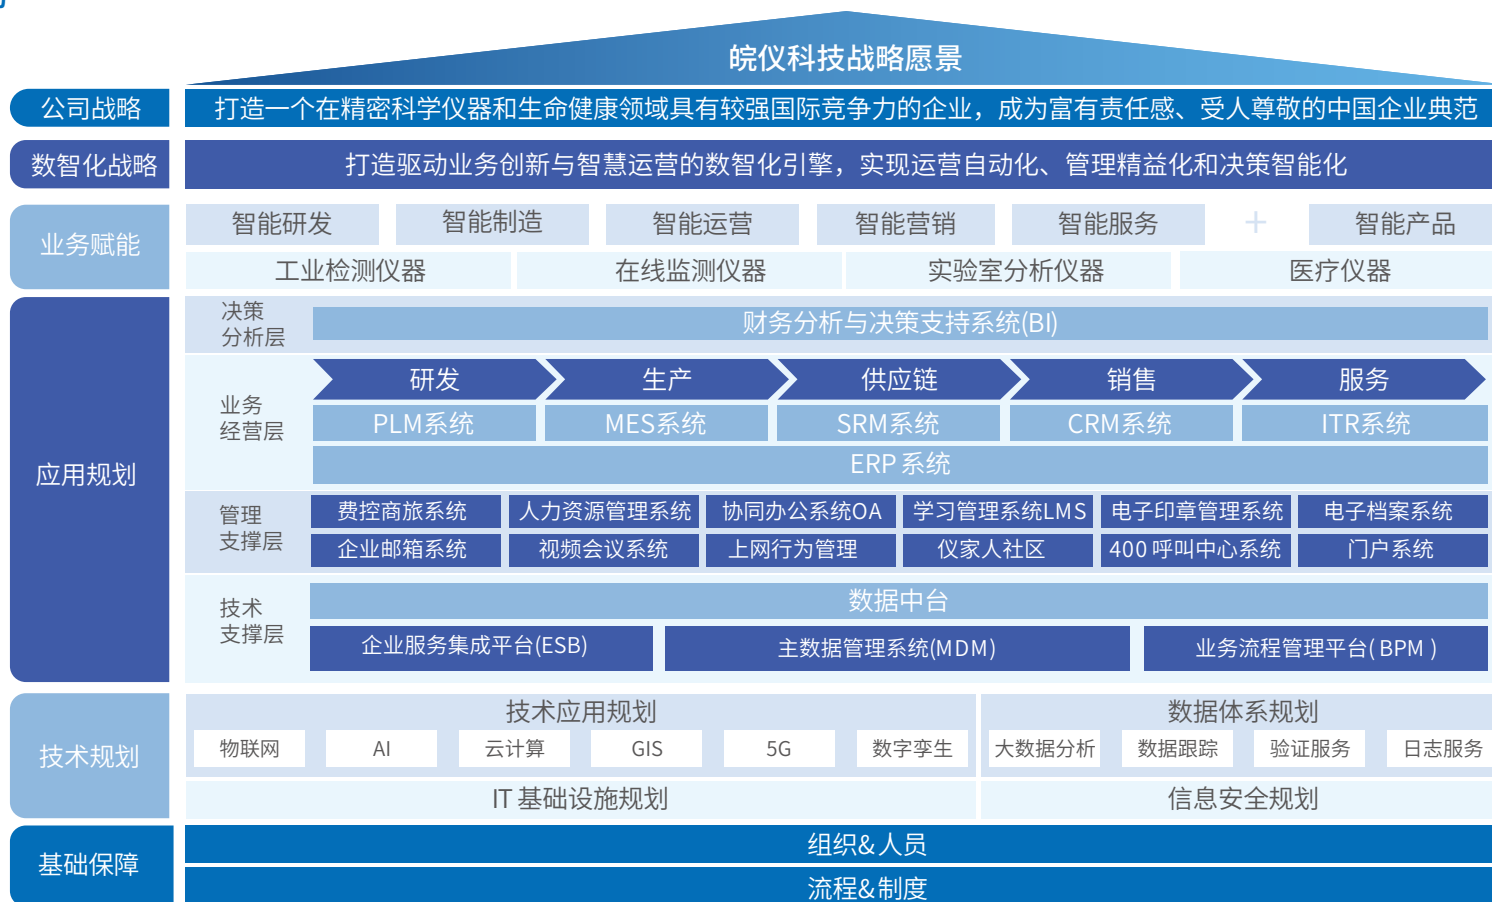 皖仪科技战略愿景
公司战略
打造一个在精密科学仪器和生命健康领域具有较强国际竞争力的企业，成为富有责任感、受人尊敬的中国企业典范
数智化战略
打造驱动业务创新与智慧运营的数智化引擎，实现运营自动化、管理精益化和决策智能化
业务赋能
智能研发 智能制造 智能运营 智能营销 智能服务 + 智能产品
工业检测仪器 在线监测仪器 实验室分析仪器 医疗仪器
应用规划
决策
分析层
财务分析与决策支持系统(BI)
业务
经营层
研发 生产 供应链 销售 服务
PLM系统 MES系统 SRM系统 CRM系统 ITR系统
ERP系统
管理
支撑层
费控商旅系统 人力资源管理系统 协同办公系统OA 学习管理系统LMS 电子印章管理系统 电子档案系统
企业邮箱系统 视频会议系统 上网行为管理 仪家人社区 400呼叫中心系统 门户系统
技术
支撑层
数据中台
企业服务集成平台(ESB) 主数据管理系统(MDM) 业务流程管理平台(BPM)
技术规划
技术应用规划 数据体系规划
物联网 AI 云计算 GIS 5G 数字孪生 大数据分析 数据跟踪 验证服务 日志服务
IT基础设施规划 信息安全规划
基础保障
组织&人员
流程&制度